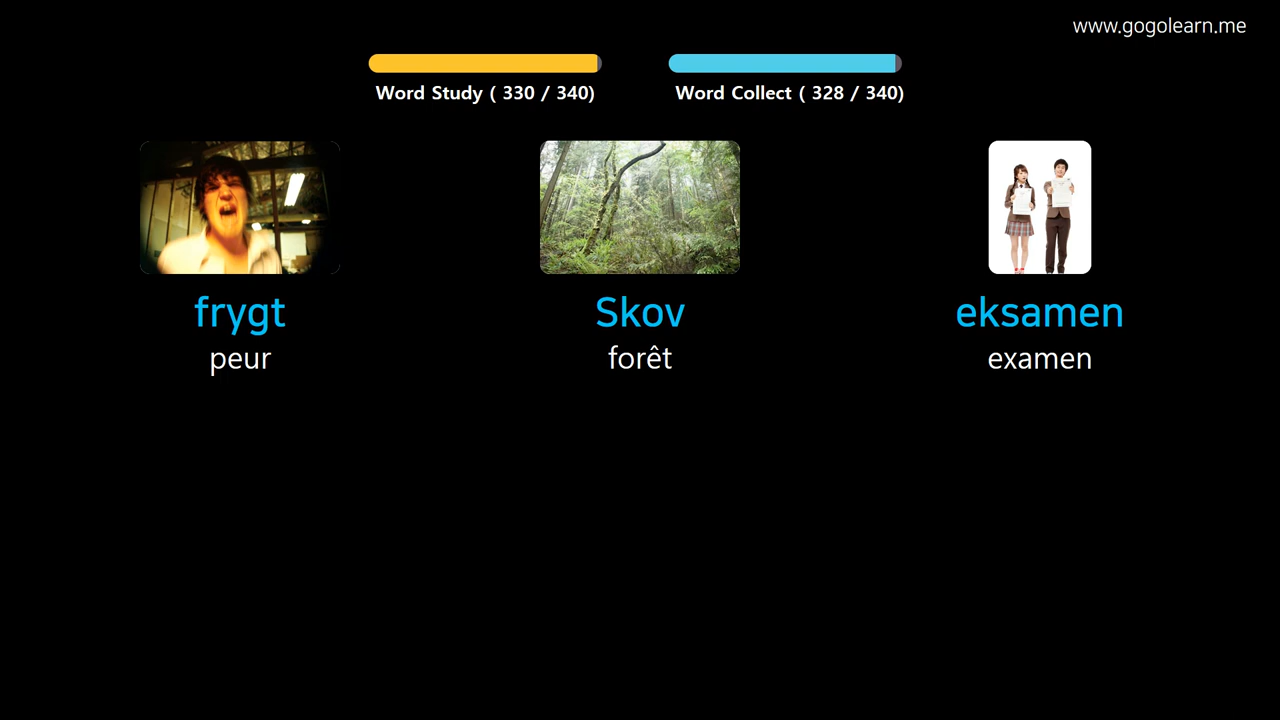 www.gogolearn.me
Word Study ( 330 / 340)
Word Collect ( 328 / 340)
frygt
Skov
eksamen
peur
forêt
examen